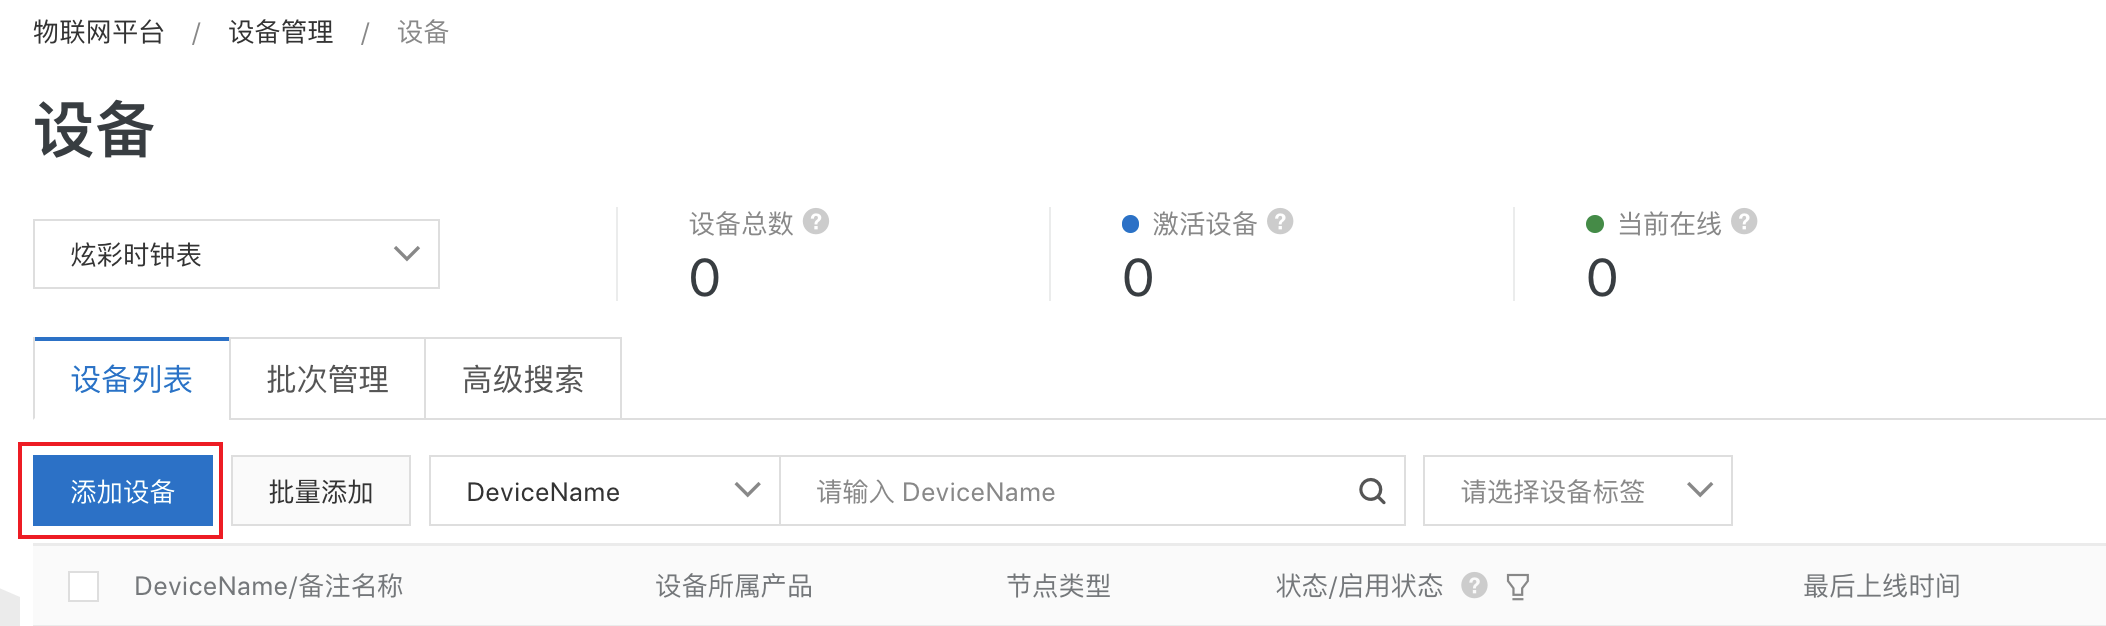 物联网平台 / 设备管理 / 设备
设备
炫彩时钟表
设备总数
0
激活设备
0
当前在线
0
设备列表 批次管理 高级搜索
添加设备 批量添加 DeviceName 请输入 DeviceName 请选择设备标签
DeviceName/备注名称 设备所属产品 节点类型 状态/启用状态 最后上线时间